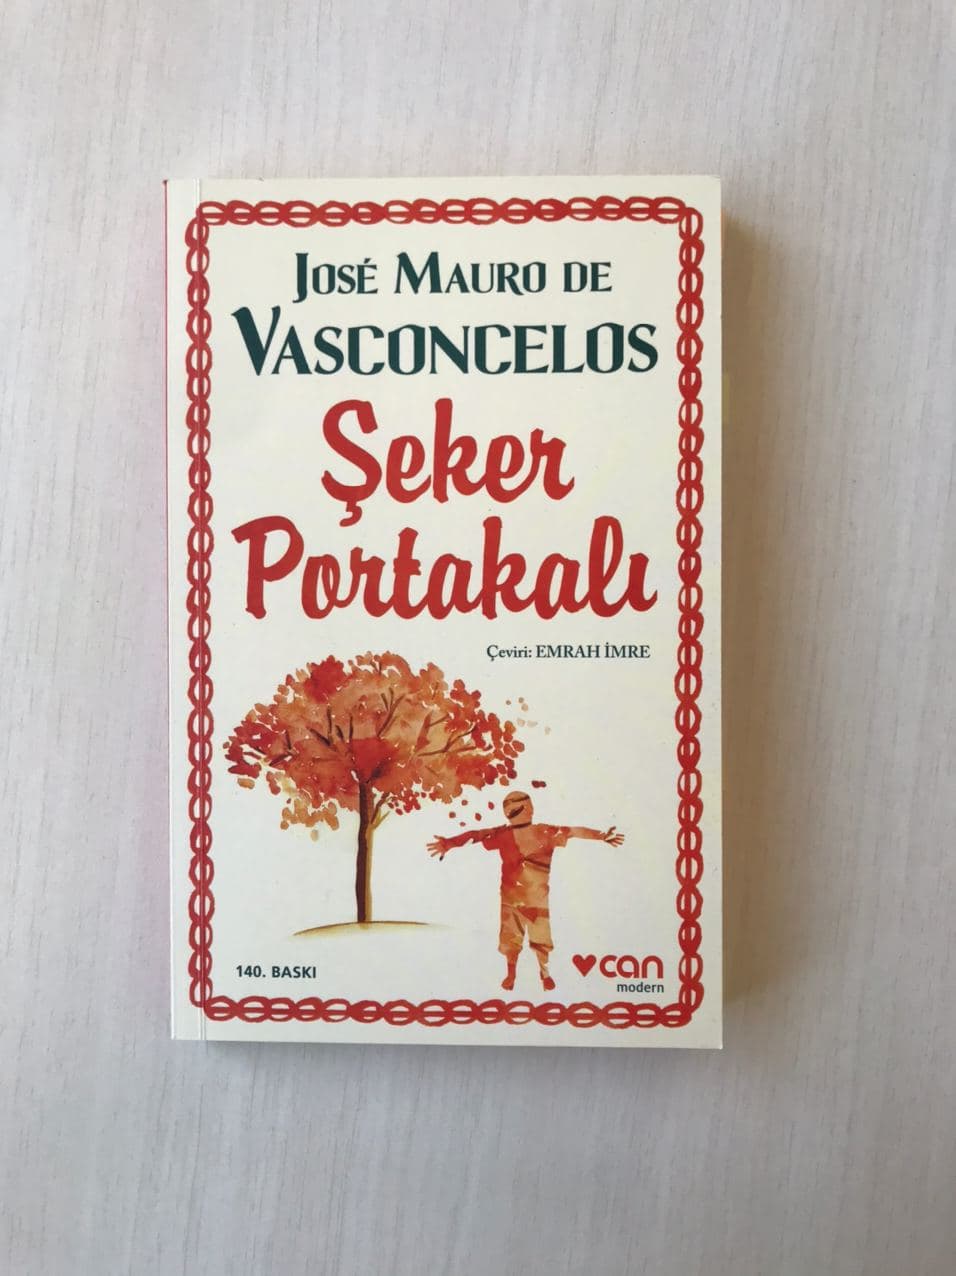 JOSÉ MAURO DE
VASCONCELOS
Şeker
Portakalı
Çeviri: EMRAH İMRE
140. BASKI
can
modern